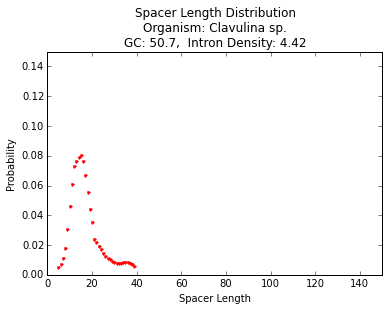 Spacer Length Distribution
Organism: Clavulina sp.
GC: 50.7,  Intron Density: 4.42
0.14
0.12
0.10
0.08
0.06
0.04
0.02
0.00
Probability
0 20 40 60 80 100 120 140
Spacer Length